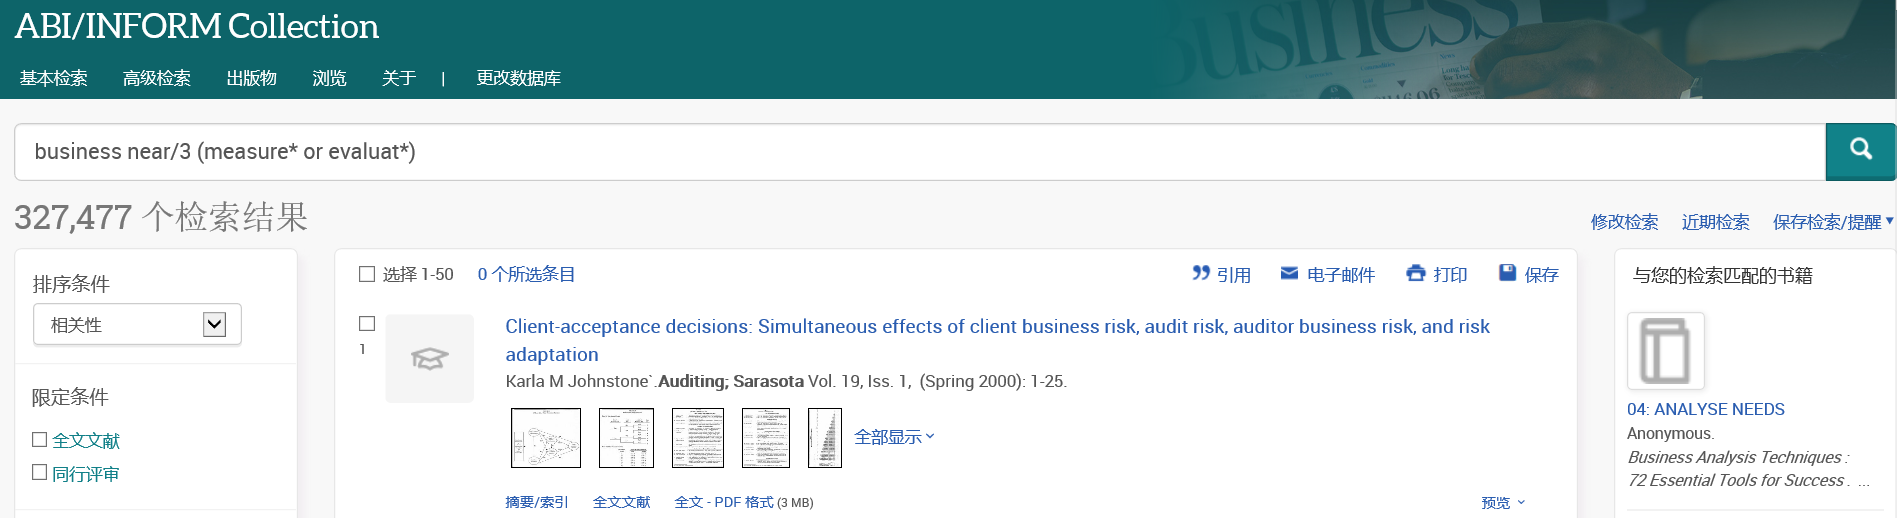 ABI/INFORM Collection
基本检索 高级检索 出版物 浏览 关于 | 更改数据库
Business
business near/3 (measure* or evaluat*)
327,477 个检索结果
修改检索 近期检索 保存检索/提醒
排序条件
相关性
限定条件
全文文献
同行评审
选择 1-50 0 个所选条目 引用 电子邮件 打印 保存
1
Client-acceptance decisions: Simultaneous effects of client business risk, audit risk, auditor business risk, and risk
adaptation
Karla M Johnstone`.Auditing; Sarasota Vol. 19, Iss. 1, (Spring 2000): 1-25.
全部显示
摘要/索引 全文文献 全文 - PDF 格式 (3 MB) 预览
与您的检索匹配的书籍
04: ANALYSE NEEDS
Anonymous.
Business Analysis Techniques :
72 Essential Tools for Success . ...